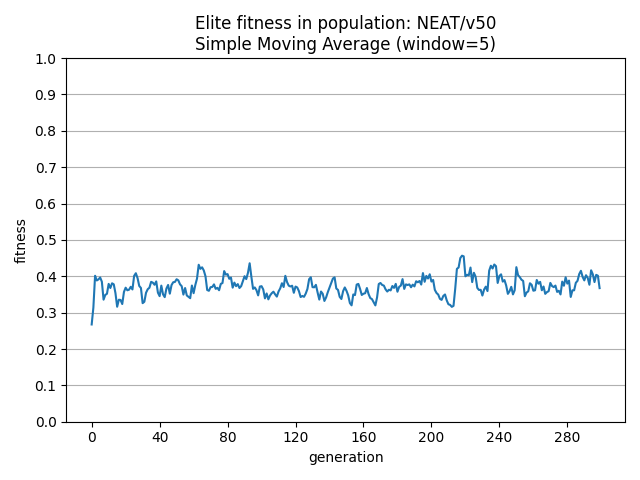 Elite fitness in population: NEAT/v50
Simple Moving Average (window=5)
1.0
0.9
0.8
0.7
0.6
0.5
0.4
0.3
0.2
0.1
0.0
fitness
0 40 80 120 160 200 240 280
generation